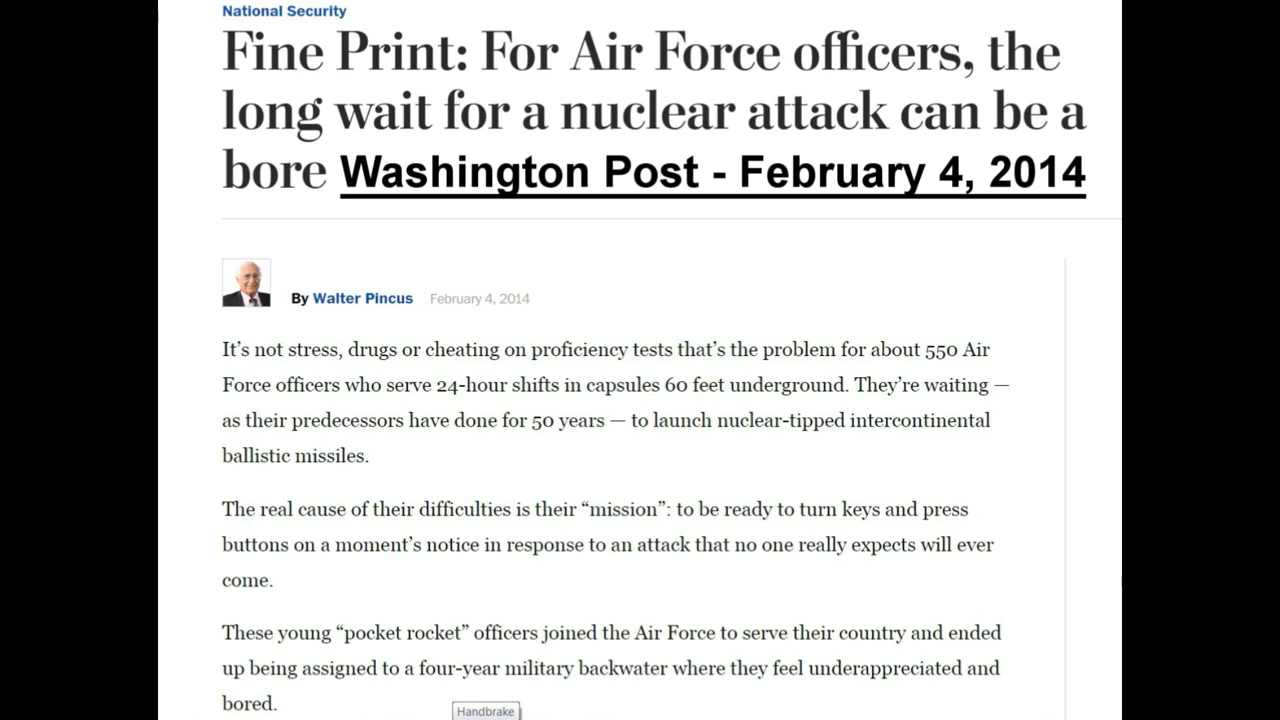 National Security
Fine Print: For Air Force officers, the
long wait for a nuclear attack can be a
bore Washington Post - February 4, 2014
By Walter Pincus February 4, 2014
It’s not stress, drugs or cheating on proficiency tests that’s the problem for about 550 Air
Force officers who serve 24-hour shifts in capsules 60 feet underground. They’re waiting —
as their predecessors have done for 50 years — to launch nuclear-tipped intercontinental
ballistic missiles.
The real cause of their difficulties is their “mission”: to be ready to turn keys and press
buttons on a moment’s notice in response to an attack that no one really expects will ever
come.
These young “pocket rocket” officers joined the Air Force to serve their country and ended
up being assigned to a four-year military backwater where they feel underappreciated and
bored.
Handbrake